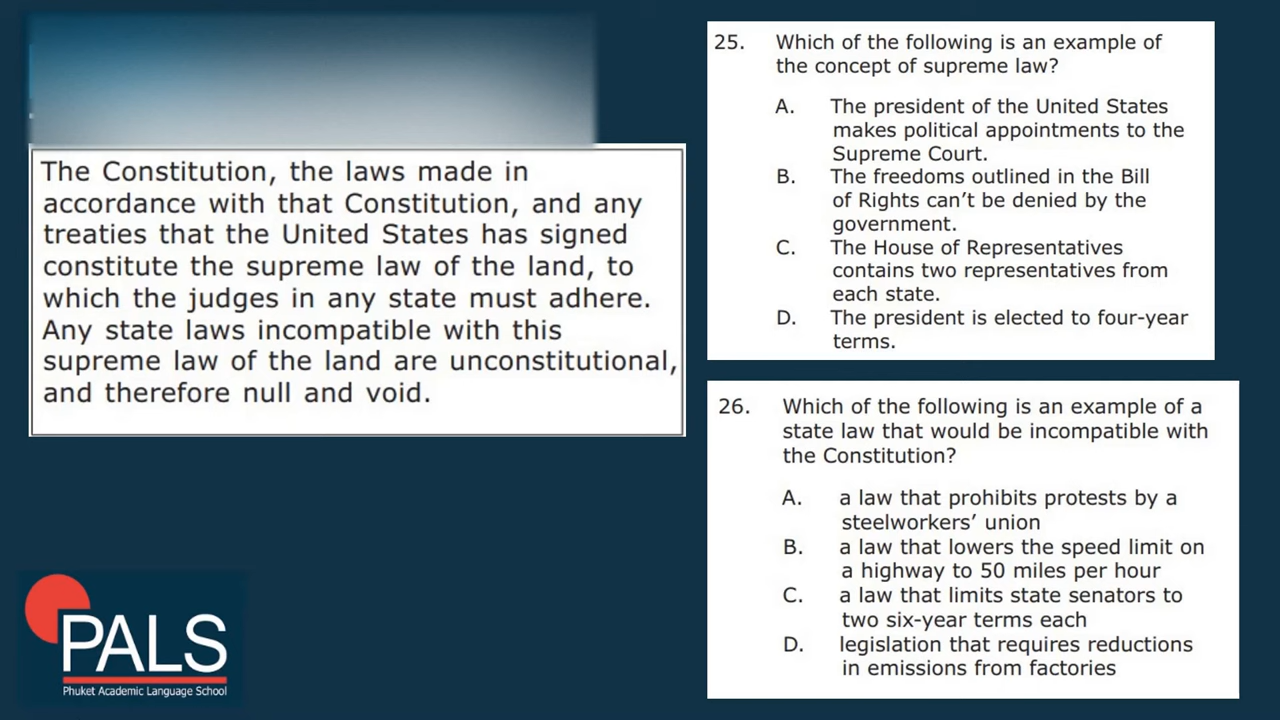 The Constitution, the laws made in
accordance with that Constitution, and any
treaties that the United States has signed
constitute the supreme law of the land, to
which the judges in any state must adhere.
Any state laws incompatible with this
supreme law of the land are unconstitutional,
and therefore null and void.
25. Which of the following is an example of
the concept of supreme law?
A. The president of the United States
makes political appointments to the
Supreme Court.
B. The freedoms outlined in the Bill
of Rights can’t be denied by the
government.
C. The House of Representatives
contains two representatives from
each state.
D. The president is elected to four-year
terms.
26. Which of the following is an example of a
state law that would be incompatible with
the Constitution?
A. a law that prohibits protests by a
steelworkers’ union
B. a law that lowers the speed limit on
a highway to 50 miles per hour
C. a law that limits state senators to
two six-year terms each
D. legislation that requires reductions
in emissions from factories
PALS
Phuket Academic Language School